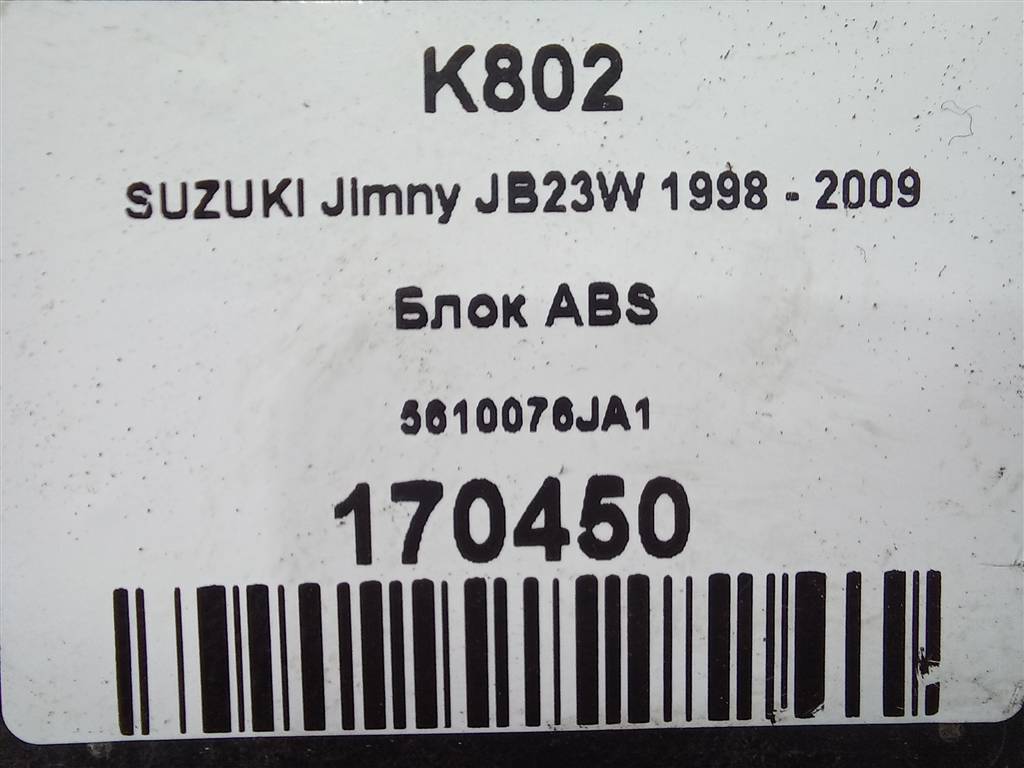 K802
SUZUKI Jimny JB23W 1998 - 2009
Блок ABS
5610076JA1
170450